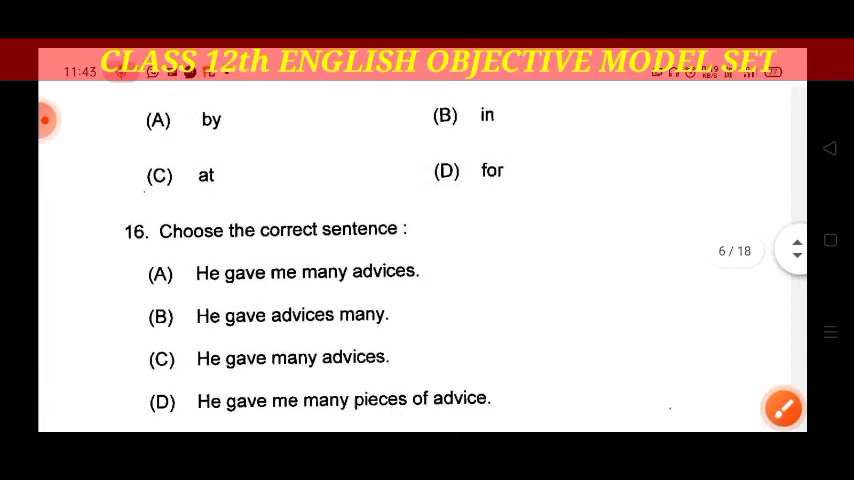 CLASS 12th ENGLISH OBJECTIVE MODEL SET
11:43
(A) by (B) in
(C) at (D) for
16. Choose the correct sentence :
6 / 18
(A) He gave me many advices.
(B) He gave advices many.
(C) He gave many advices.
(D) He gave me many pieces of advice.